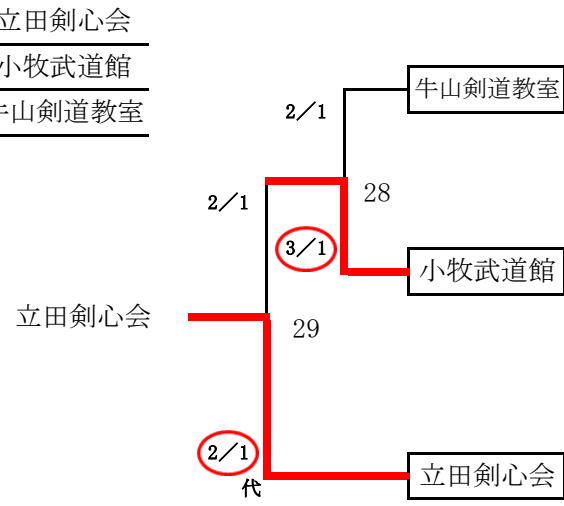 立田剣心会
小牧武道館
牛山剣道教室
牛山剣道教室
2/1
28
2/1
3/1
小牧武道館
立田剣心会
29
2/1
代
立田剣心会